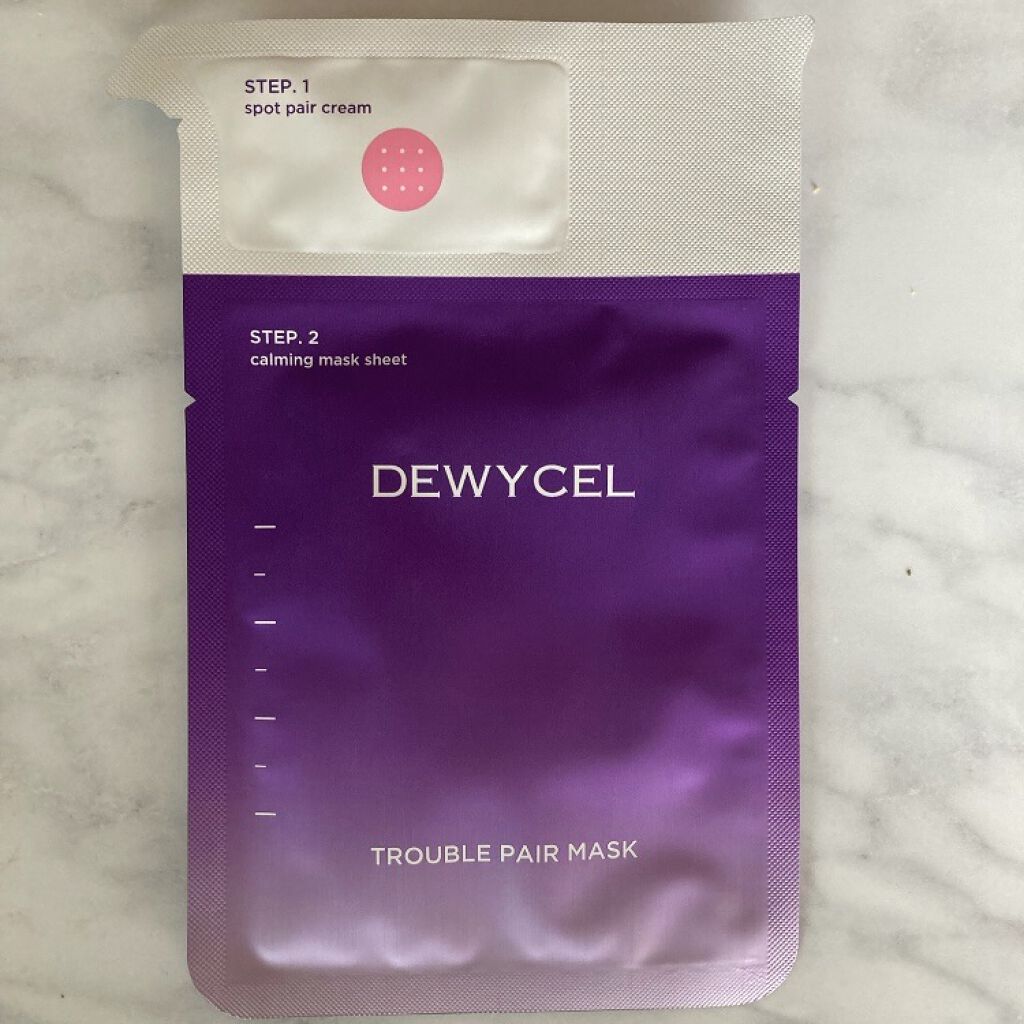 STEP. 1
spot pair cream
STEP. 2
calming mask sheet
DEWYCEL
TROUBLE PAIR MASK